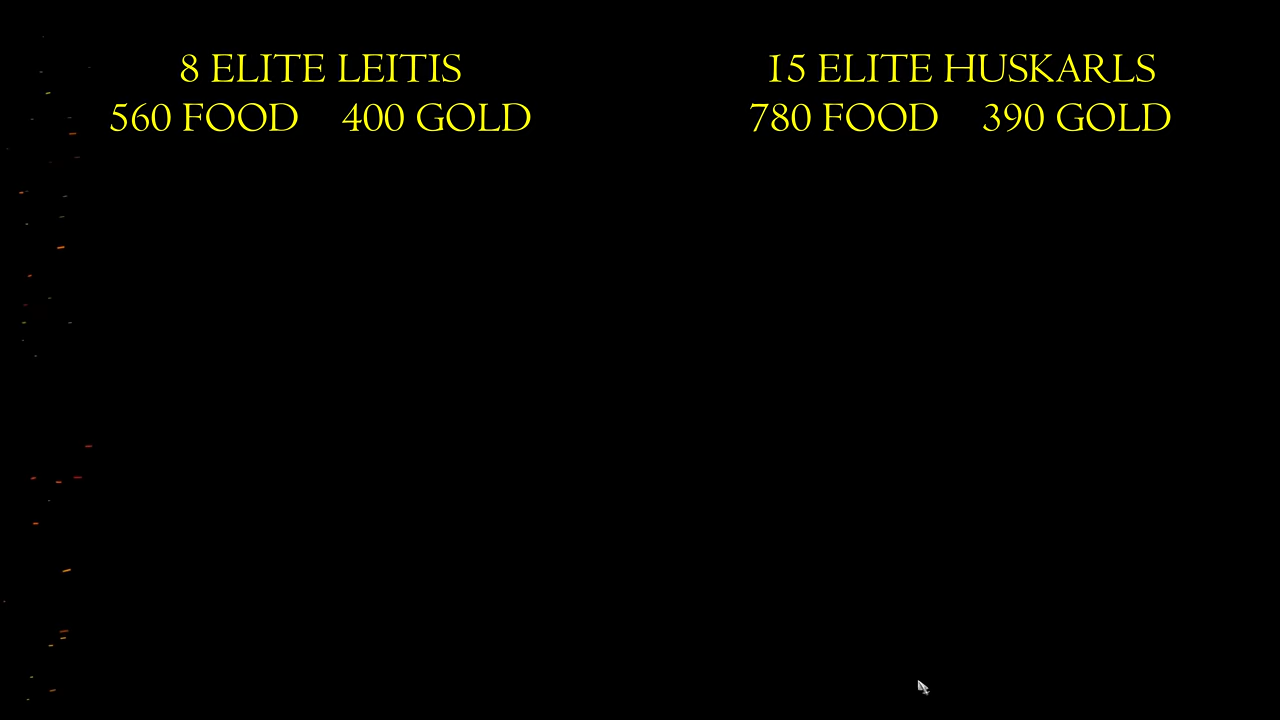 8 ELITE LEITIS
560 FOOD 400 GOLD
15 ELITE HUSKARLS
780 FOOD 390 GOLD